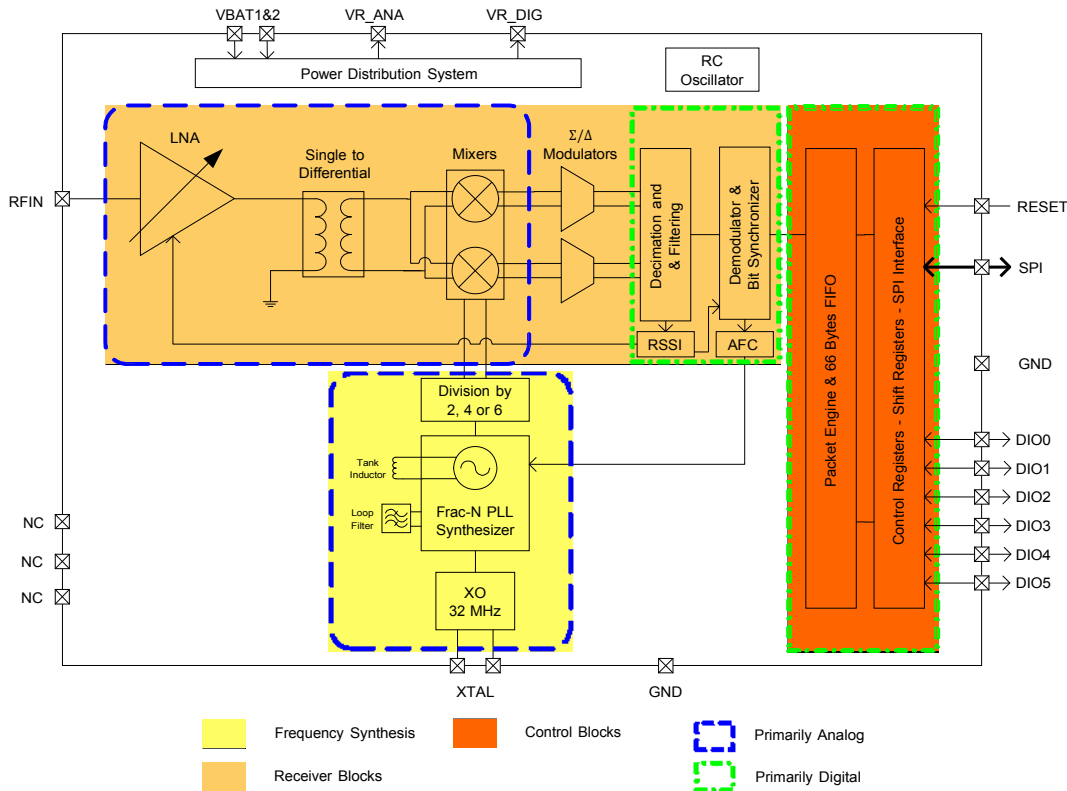 VBAT1&2
VR_ANA
VR_DIG
Power Distribution System
RC
Oscillator
LNA
Single to
Differential
Mixers
Σ/Δ
Modulators
Decimation and
& Filtering
Demodulator &
Bit Synchronizer
RSSI
AFC
Packet Engine & 66 Bytes FIFO
Control Registers - Shift Registers - SPI Interface
RFIN
RESET
SPI
GND
DIO0
DIO1
DIO2
DIO3
DIO4
DIO5
Division by
2, 4 or 6
Tank
Inductor
Loop
Filter
Frac-N PLL
Synthesizer
XO
32 MHz
NC
NC
NC
XTAL
GND
Frequency Synthesis
Control Blocks
Primarily Analog
Receiver Blocks
Primarily Digital